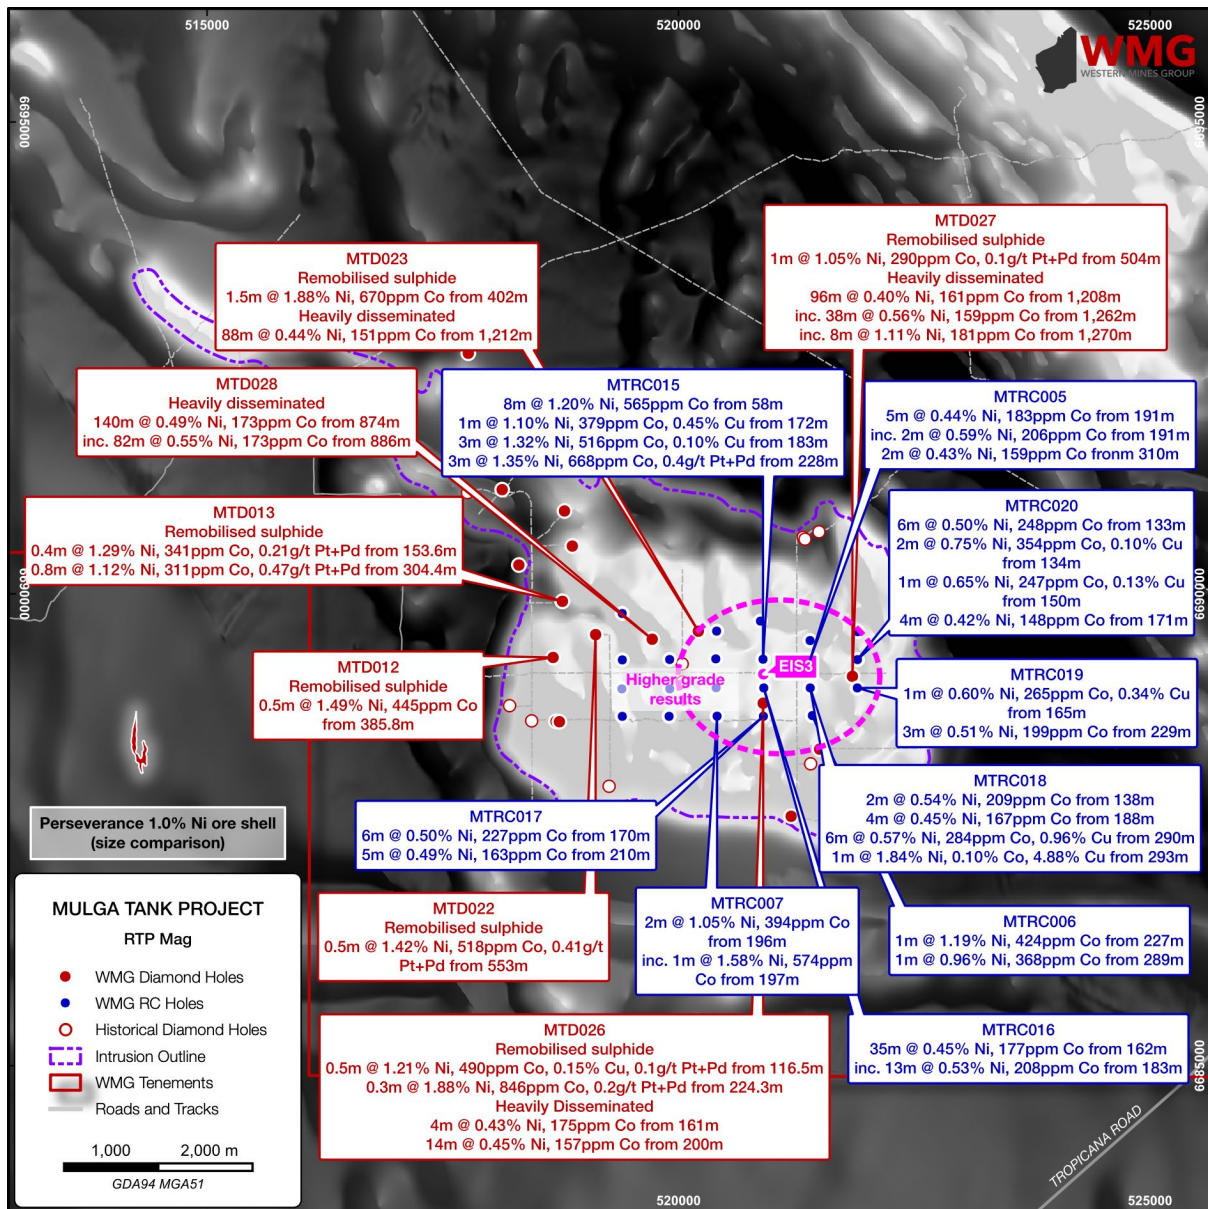 515000
520000
525000
WMG
WESTERN MINES GROUP
6695000
6695000
MTD027
Remobilised sulphide
1m @ 1.05% Ni, 290ppm Co, 0.1g/t Pt+Pd from 504m
Heavily disseminated
96m @ 0.40% Ni, 161ppm Co from 1,208m
inc. 38m @ 0.56% Ni, 159ppm Co from 1,262m
inc. 8m @ 1.11% Ni, 181ppm Co from 1,270m
MTD023
Remobilised sulphide
1.5m @ 1.88% Ni, 670ppm Co from 402m
Heavily disseminated
88m @ 0.44% Ni, 151ppm Co from 1,212m
MTD028
Heavily disseminated
140m @ 0.49% Ni, 173ppm Co from 874m
inc. 82m @ 0.55% Ni, 173ppm Co from 886m
MTRC015
8m @ 1.20% Ni, 565ppm Co from 58m
1m @ 1.10% Ni, 379ppm Co, 0.45% Cu from 172m
3m @ 1.32% Ni, 516ppm Co, 0.10% Cu from 183m
3m @ 1.35% Ni, 668ppm Co, 0.4g/t Pt+Pd from 228m
MTRC005
5m @ 0.44% Ni, 183ppm Co from 191m
inc. 2m @ 0.59% Ni, 206ppm Co from 191m
2m @ 0.43% Ni, 159ppm Co fronm 310m
MTD013
Remobilised sulphide
0.4m @ 1.29% Ni, 341ppm Co, 0.21g/t Pt+Pd from 153.6m
0.8m @ 1.12% Ni, 311ppm Co, 0.47g/t Pt+Pd from 304.4m
MTRC020
6m @ 0.50% Ni, 248ppm Co from 133m
2m @ 0.75% Ni, 354ppm Co, 0.10% Cu
from 134m
1m @ 0.65% Ni, 247ppm Co, 0.13% Cu
from 150m
4m @ 0.42% Ni, 148ppm Co from 171m
6690000
6690000
MTD012
Remobilised sulphide
0.5m @ 1.49% Ni, 445ppm Co
from 385.8m
EIS3
Higher grade
results
MTRC019
1m @ 0.60% Ni, 265ppm Co, 0.34% Cu
from 165m
3m @ 0.51% Ni, 199ppm Co from 229m
MTRC018
2m @ 0.54% Ni, 209ppm Co from 138m
4m @ 0.45% Ni, 167ppm Co from 188m
6m @ 0.57% Ni, 284ppm Co, 0.96% Cu from 290m
1m @ 1.84% Ni, 0.10% Co, 4.88% Cu from 293m
Perseverance 1.0% Ni ore shell
(size comparison)
MTRC017
6m @ 0.50% Ni, 227ppm Co from 170m
5m @ 0.49% Ni, 163ppm Co from 210m
MTD022
Remobilised sulphide
0.5m @ 1.42% Ni, 518ppm Co, 0.41g/t
Pt+Pd from 553m
MTRC007
2m @ 1.05% Ni, 394ppm Co
from 196m
inc. 1m @ 1.58% Ni, 574ppm
Co from 197m
MTRC006
1m @ 1.19% Ni, 424ppm Co from 227m
1m @ 0.96% Ni, 368ppm Co from 289m
MTD026
Remobilised sulphide
0.5m @ 1.21% Ni, 490ppm Co, 0.15% Cu, 0.1g/t Pt+Pd from 116.5m
0.3m @ 1.88% Ni, 846ppm Co, 0.2g/t Pt+Pd from 224.3m
Heavily Disseminated
4m @ 0.43% Ni, 175ppm Co from 161m
14m @ 0.45% Ni, 157ppm Co from 200m
MTRC016
35m @ 0.45% Ni, 177ppm Co from 162m
inc. 13m @ 0.53% Ni, 208ppm Co from 183m
6685000
MULGA TANK PROJECT
RTP Mag
WMG Diamond Holes
WMG RC Holes
Historical Diamond Holes
Intrusion Outline
WMG Tenements
Roads and Tracks
1,000 2,000 m
GDA94 MGA51
TROPICANA ROAD
520000
525000